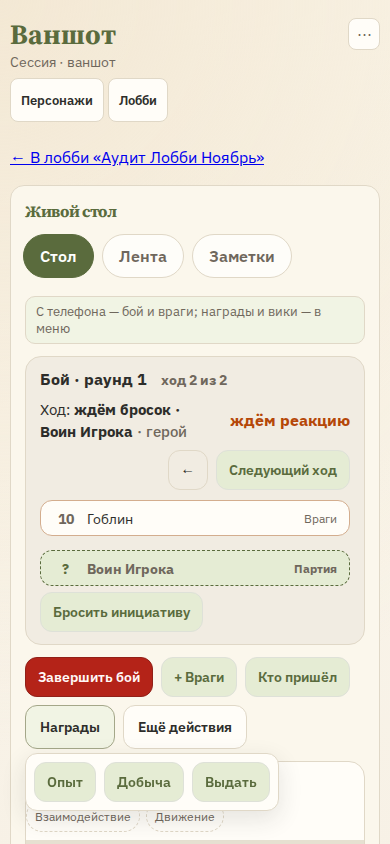 Ваншот
...
Сессия · ваншот
Персонажи
Лобби
← В лобби «Аудит Лобби Ноябрь»
Живой стол
Стол
Лента
Заметки
С телефона — бой и враги; награды и вики — в
меню
Бой · раунд 1 ход 2 из 2
Ход: ждём бросок ·
Воин Игрока · герой
ждём реакцию
←
Следующий ход
10 Гоблин Враги
? Воин Игрока Партия
Бросить инициативу
Завершить бой
+ Враги
Кто пришёл
Награды
Ещё действия
Опыт
Добыча
Выдать
Взаимодействие
Движение